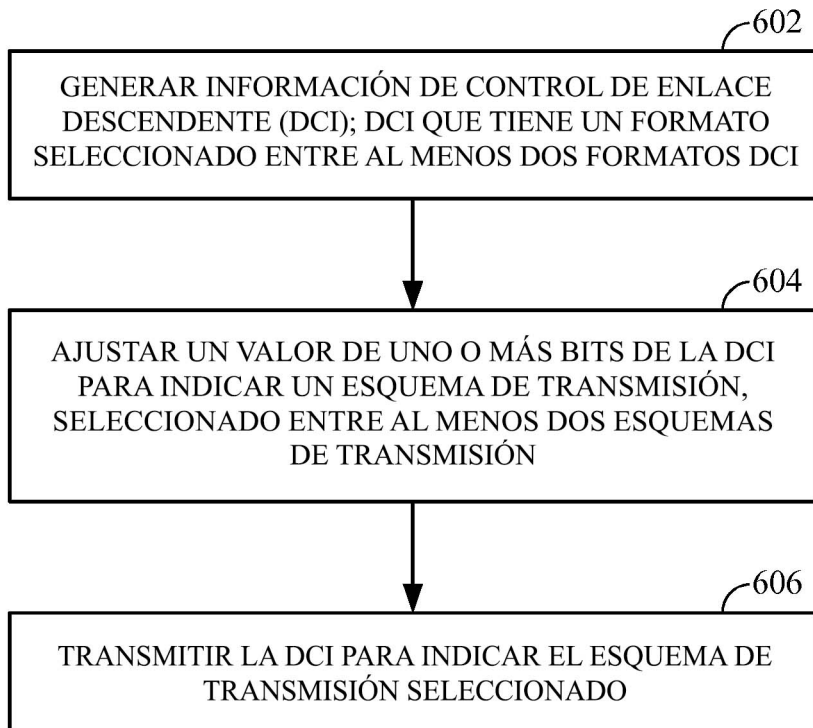 602
GENERAR INFORMACIÓN DE CONTROL DE ENLACE
DESCENDENTE (DCI); DCI QUE TIENE UN FORMATO
SELECCIONADO ENTRE AL MENOS DOS FORMATOS DCI
604
AJUSTAR UN VALOR DE UNO O MÁS BITS DE LA DCI
PARA INDICAR UN ESQUEMA DE TRANSMISIÓN,
SELECCIONADO ENTRE AL MENOS DOS ESQUEMAS
DE TRANSMISIÓN
606
TRANSMITIR LA DCI PARA INDICAR EL ESQUEMA DE
TRANSMISIÓN SELECCIONADO